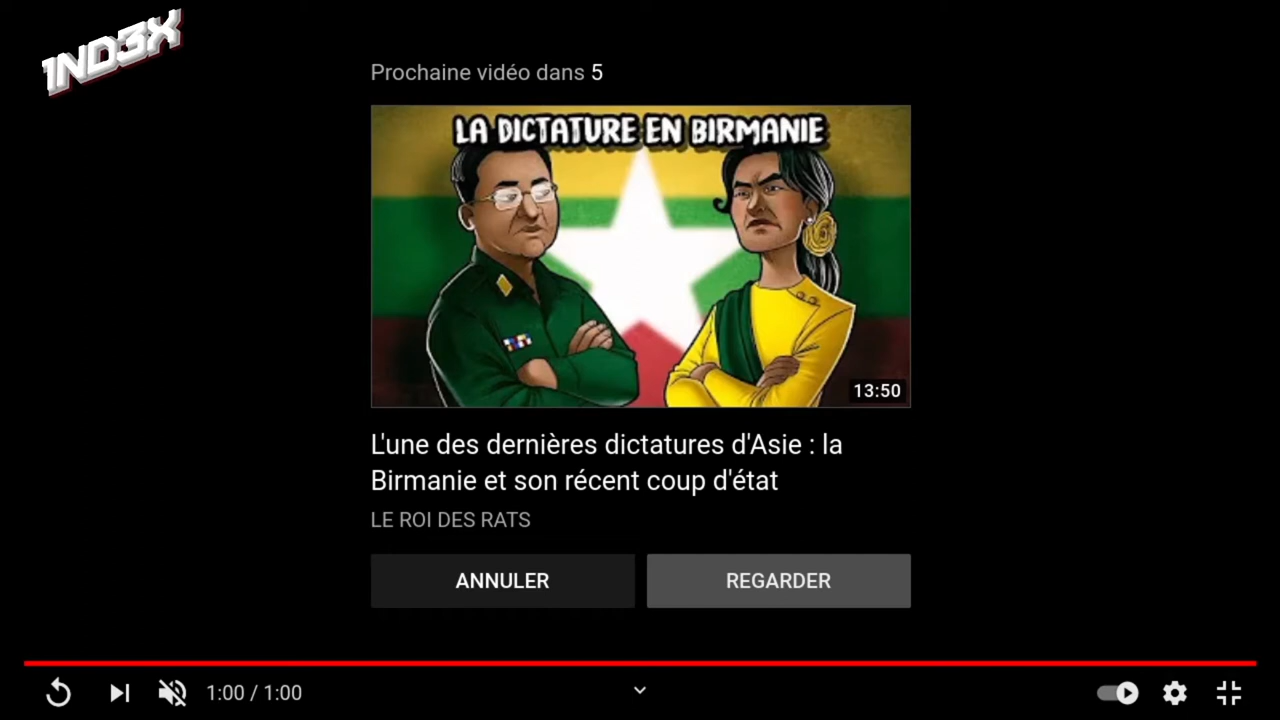 1ND3X
Prochaine vidéo dans 5
LA DICTATURE EN BIRMANIE
13:50
L'une des dernières dictatures d'Asie : la
Birmanie et son récent coup d'état
LE ROI DES RATS
ANNULER
REGARDER
1:00 / 1:00